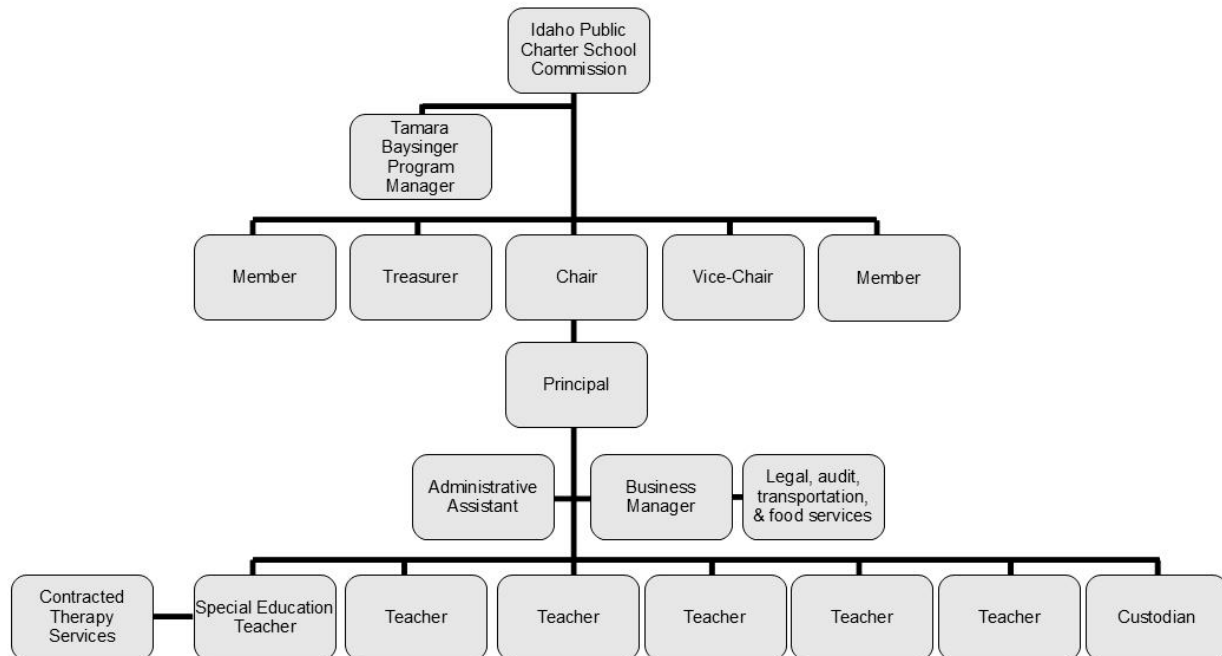 Idaho Public
Charter School
Commission
Tamara
Baysinger
Program
Manager
Member
Treasurer
Chair
Vice-Chair
Member
Principal
Administrative
Assistant
Business
Manager
Legal, audit,
transportation,
& food services
Contracted
Therapy
Services
Special Education
Teacher
Teacher
Teacher
Teacher
Teacher
Teacher
Custodian